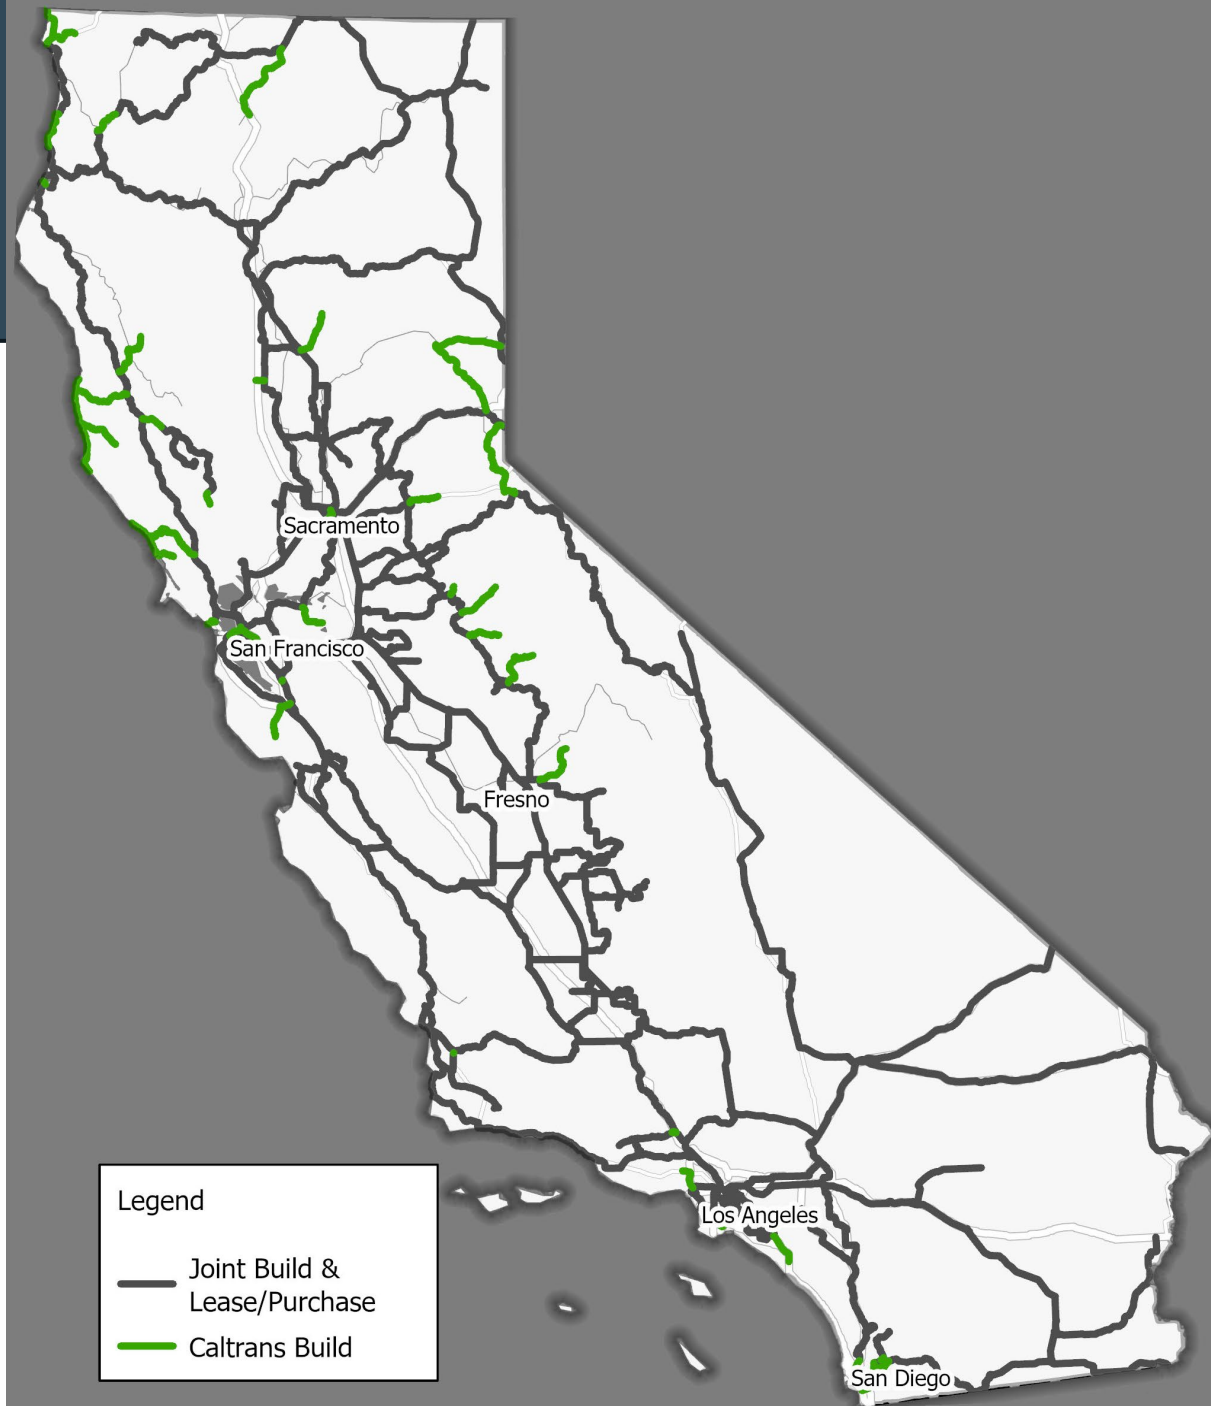 Sacramento
San Francisco
Fresno
Los Angeles
San Diego
Legend
Joint Build &
Lease/Purchase
Caltrans Build